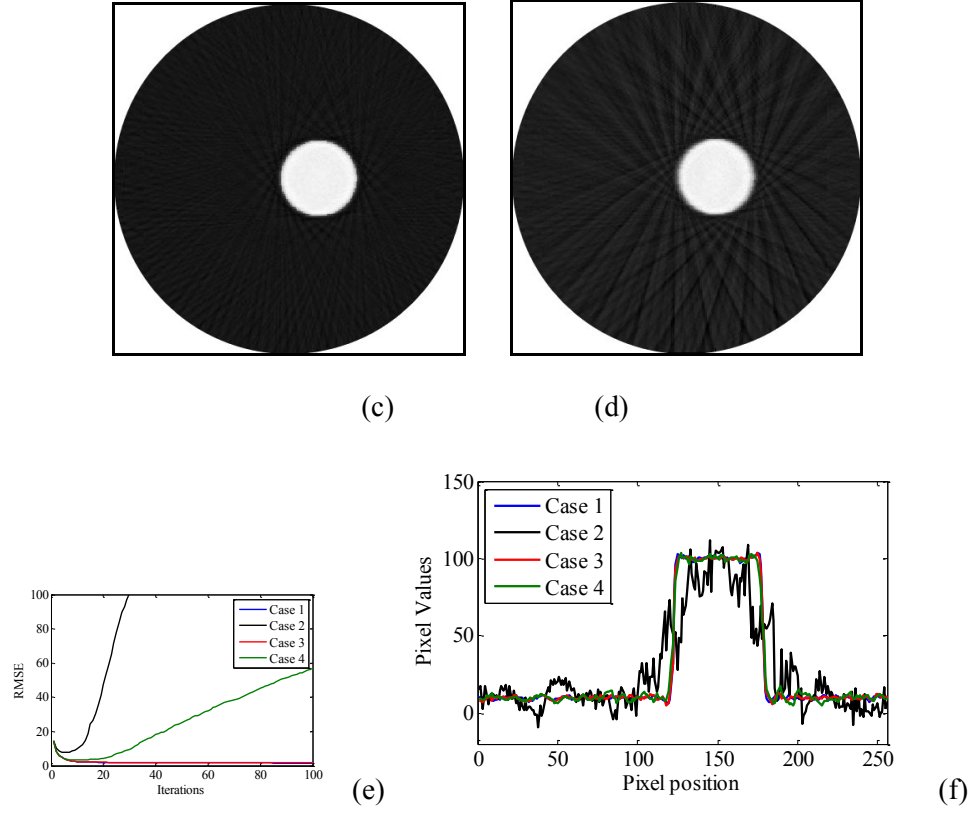 (c)
(d)
100
80
60
40
20
0
RMSE
0
20
40
60
80
100
Iterations
Case 1
Case 2
Case 3
Case 4
(e)
150
100
50
0
Pixel Values
Case 1
Case 2
Case 3
Case 4
0
50
100
150
200
250
Pixel position
(f)